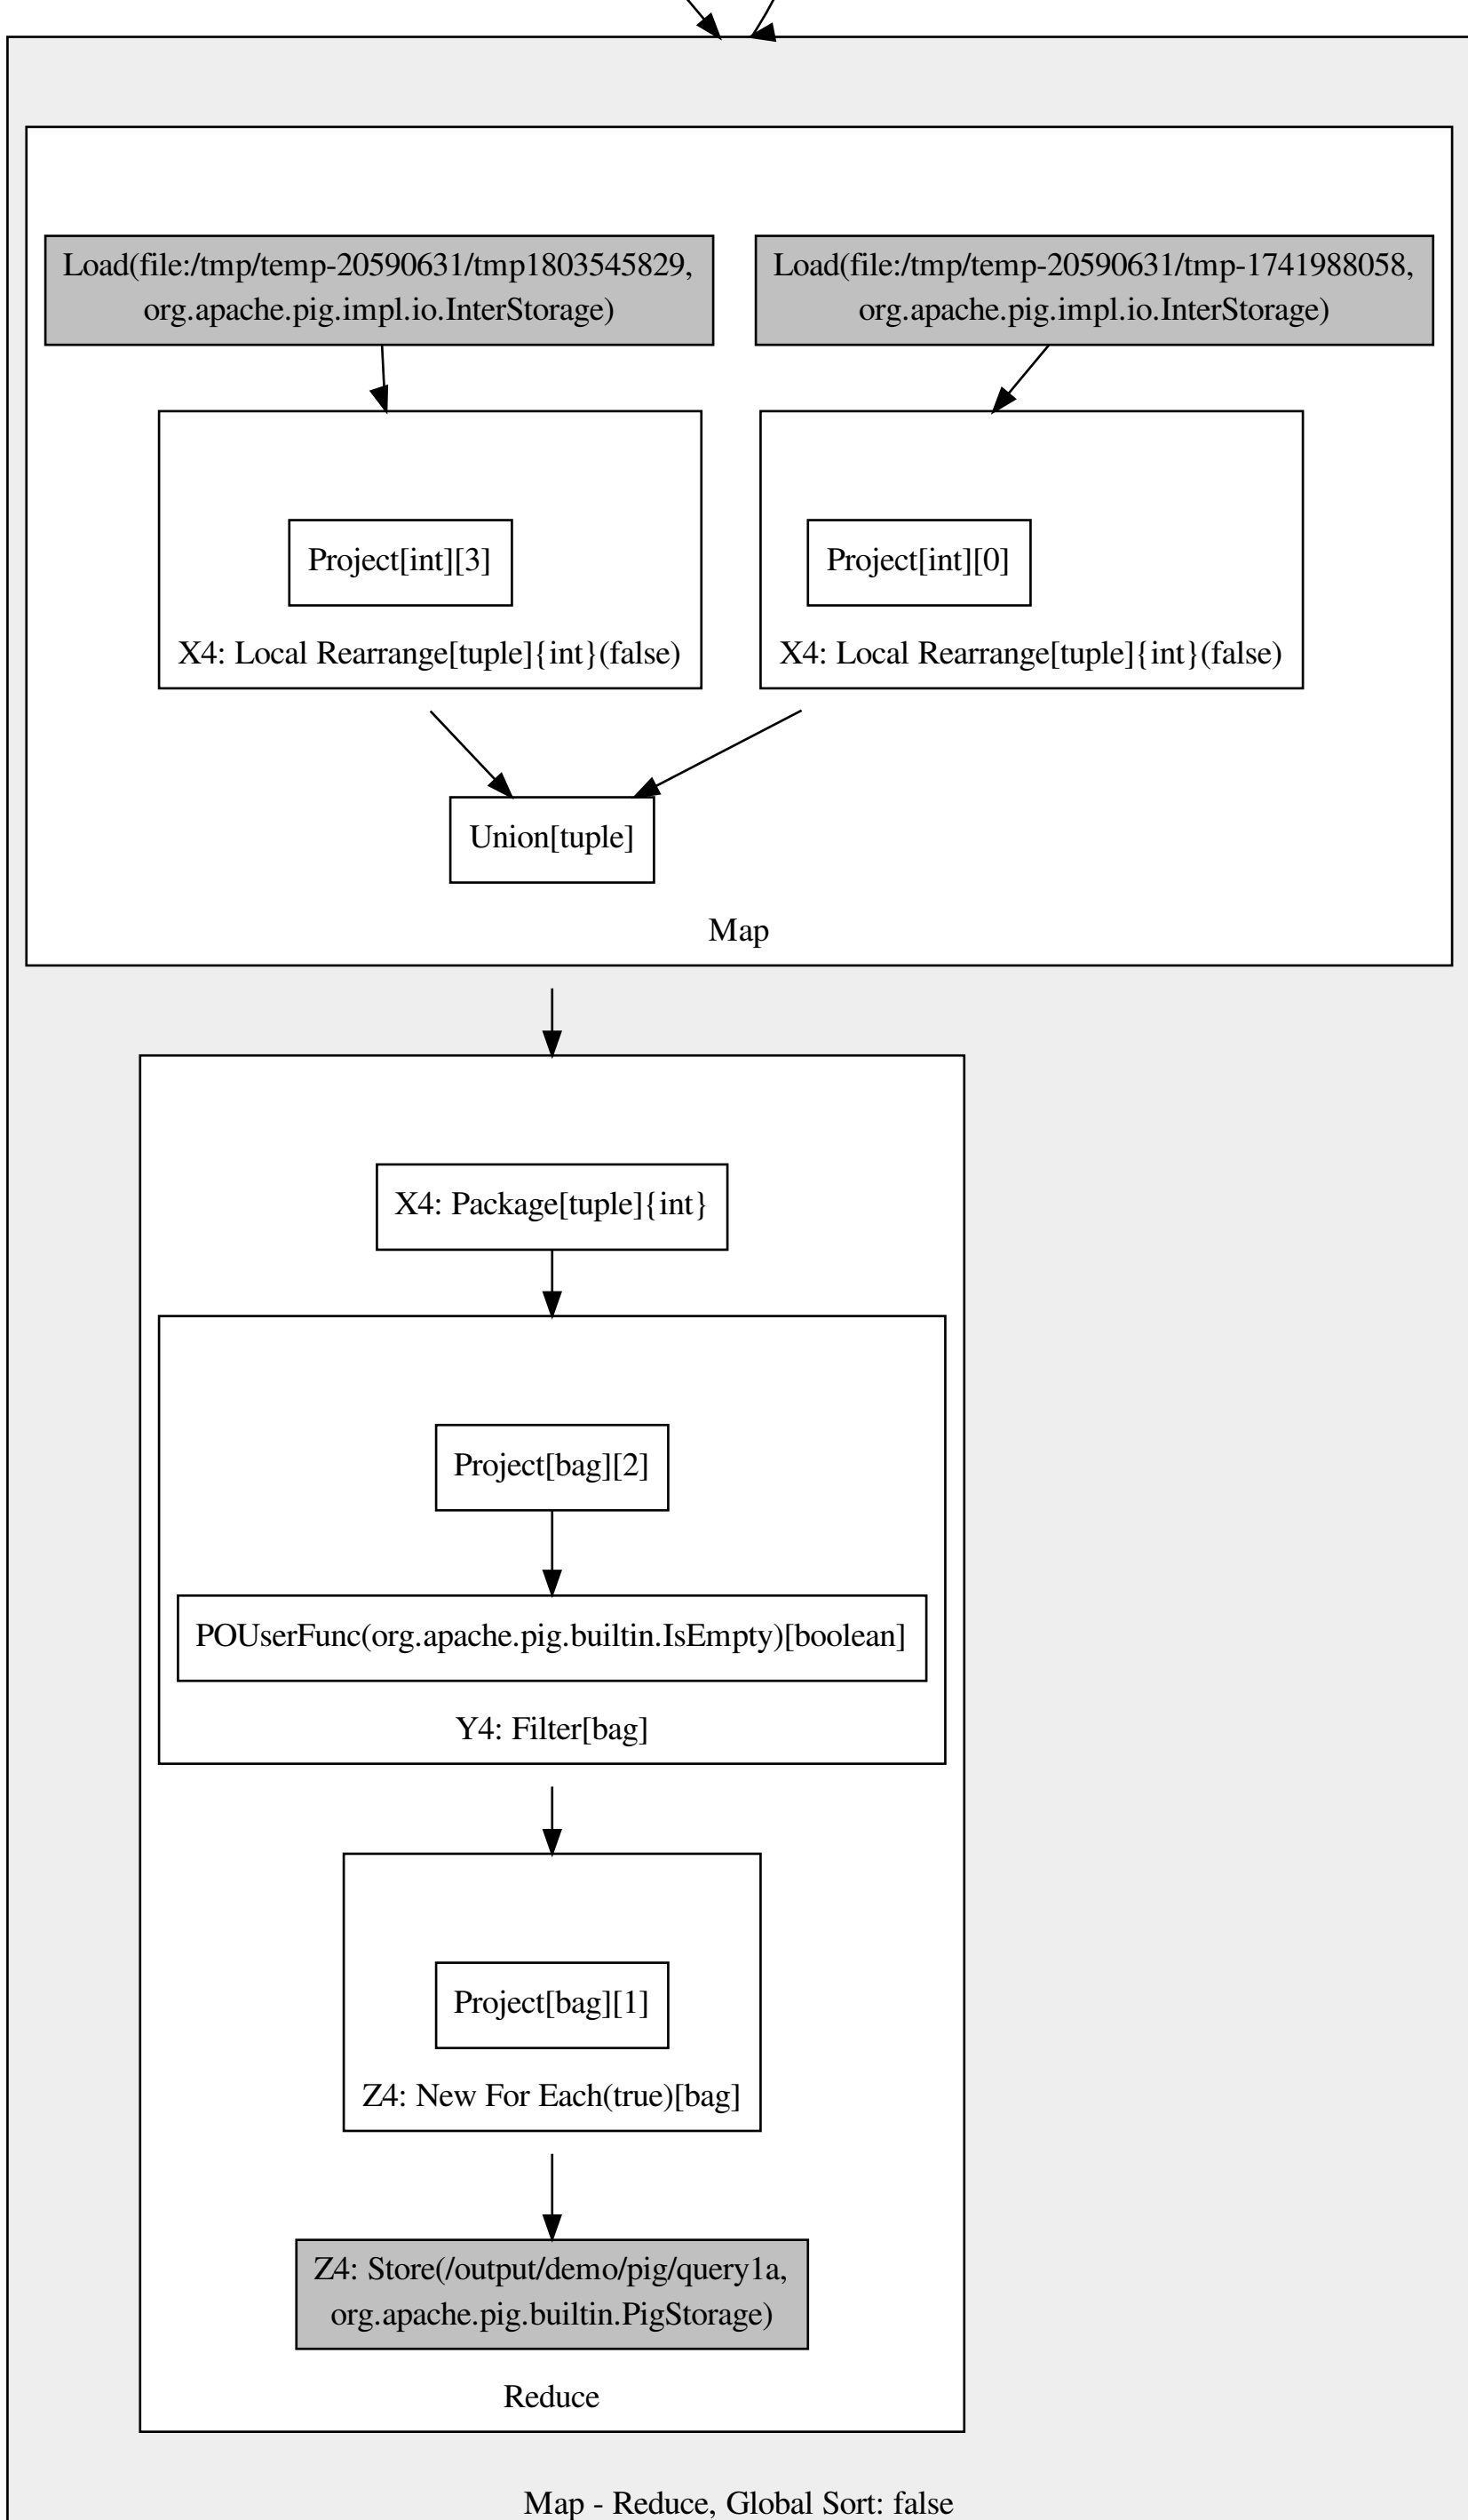 Load(file:/tmp/temp-20590631/tmp1803545829,
org.apache.pig.impl.io.InterStorage)
Load(file:/tmp/temp-20590631/tmp-1741988058,
org.apache.pig.impl.io.InterStorage)
Project[int][3]
X4: Local Rearrange[tuple]{int}(false)
Project[int][0]
X4: Local Rearrange[tuple]{int}(false)
Union[tuple]
Map
X4: Package[tuple]{int}
Project[bag][2]
POUserFunc(org.apache.pig.builtin.IsEmpty)[boolean]
Y4: Filter[bag]
Project[bag][1]
Z4: New For Each(true)[bag]
Z4: Store(/output/demo/pig/query1a,
org.apache.pig.builtin.PigStorage)
Reduce
Map - Reduce, Global Sort: false